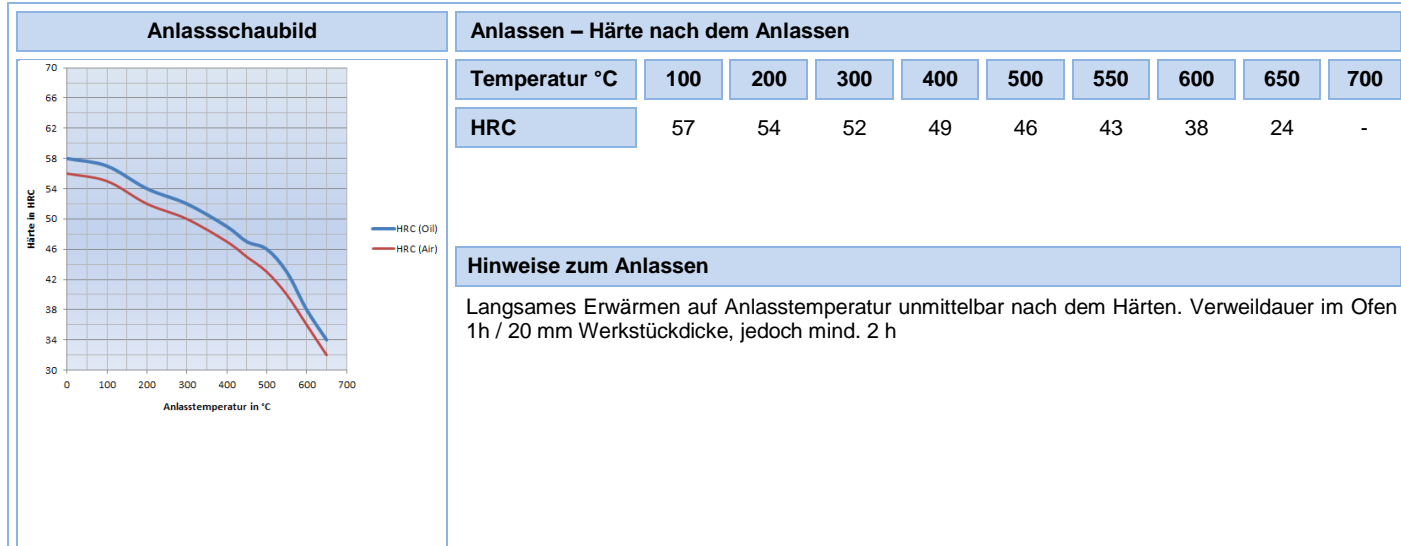 Anlassschaubild
70
66
62
58
54
50
46
42
38
34
30
Härte in HRC
0 100 200 300 400 500 600 700
Anlasstemperatur in °C
HRC (Oil)
HRC (Air)
Anlassen – Härte nach dem Anlassen
Temperatur °C 100 200 300 400 500 550 600 650 700
HRC 57 54 52 49 46 43 38 24 -
Hinweise zum Anlassen
Langsames Erwärmen auf Anlasstemperatur unmittelbar nach dem Härten. Verweildauer im Ofen
1h / 20 mm Werkstückdicke, jedoch mind. 2 h